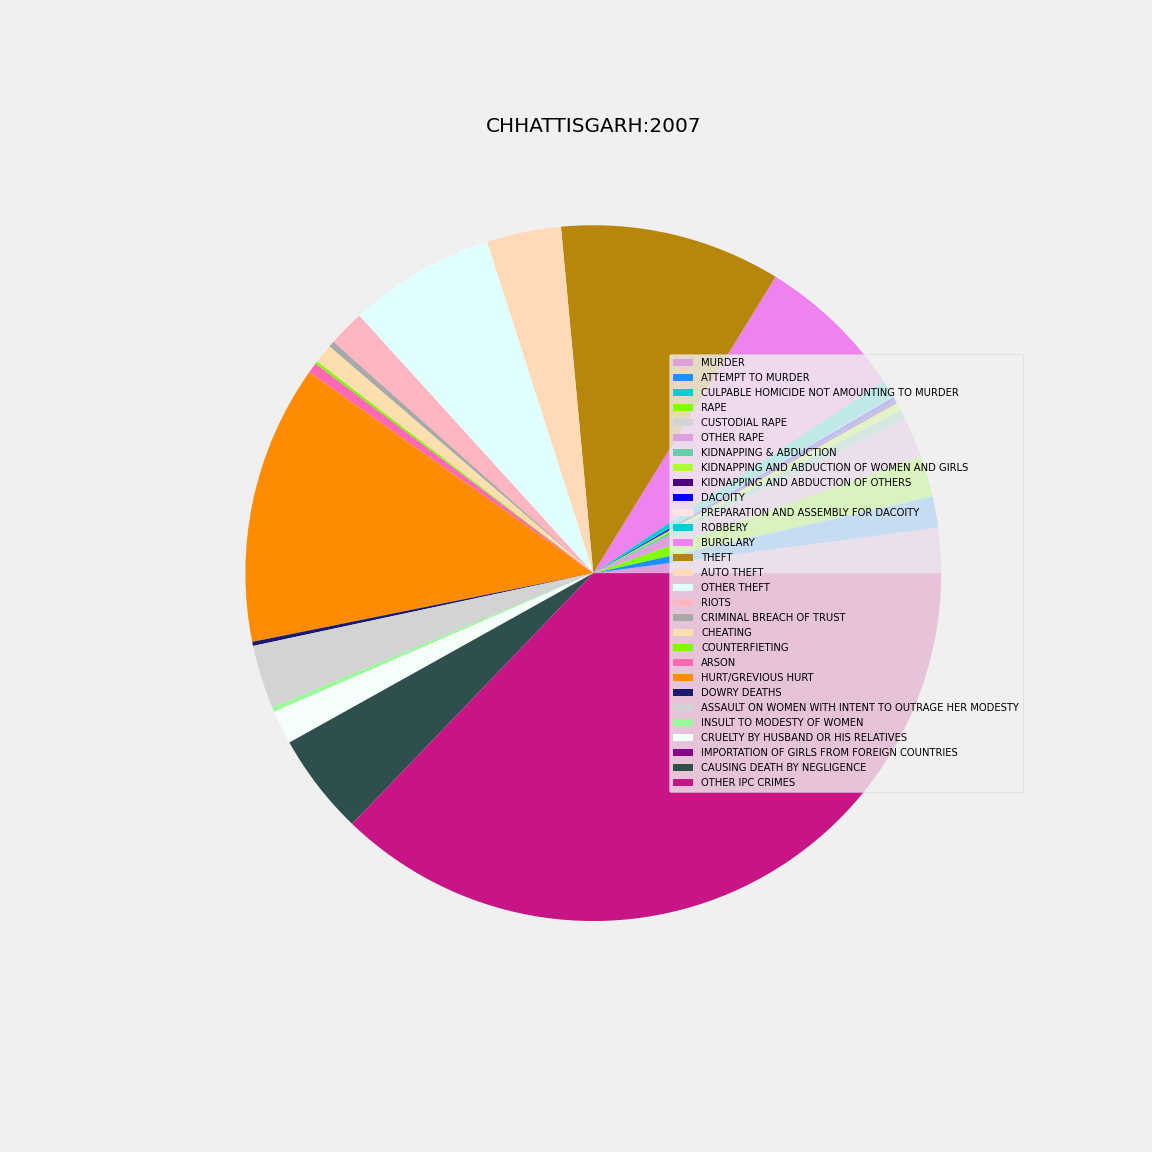 CHHATTISGARH:2007
MURDER
ATTEMPT TO MURDER
CULPABLE HOMICIDE NOT AMOUNTING TO MURDER
RAPE
CUSTODIAL RAPE
OTHER RAPE
KIDNAPPING & ABDUCTION
KIDNAPPING AND ABDUCTION OF WOMEN AND GIRLS
KIDNAPPING AND ABDUCTION OF OTHERS
DACOITY
PREPARATION AND ASSEMBLY FOR DACOITY
ROBBERY
BURGLARY
THEFT
AUTO THEFT
OTHER THEFT
RIOTS
CRIMINAL BREACH OF TRUST
CHEATING
COUNTERFIETING
ARSON
HURT/GREVIOUS HURT
DOWRY DEATHS
ASSAULT ON WOMEN WITH INTENT TO OUTRAGE HER MODESTY
INSULT TO MODESTY OF WOMEN
CRUELTY BY HUSBAND OR HIS RELATIVES
IMPORTATION OF GIRLS FROM FOREIGN COUNTRIES
CAUSING DEATH BY NEGLIGENCE
OTHER IPC CRIMES